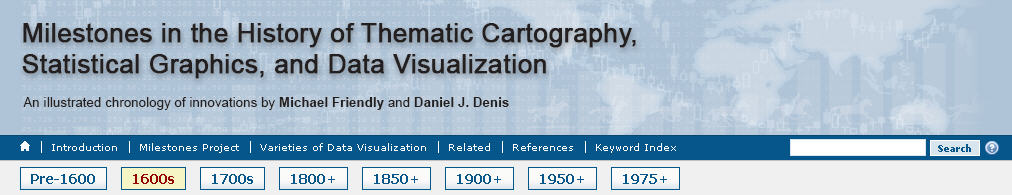 Milestones in the History of Thematic Cartography,
Statistical Graphics, and Data Visualization
An illustrated chronology of innovations by Michael Friendly and Daniel J. Denis
Introduction | Milestones Project | Varieties of Data Visualization | Related | References | Keyword Index Search ?
Pre-1600 1600s 1700s 1800+ 1850+ 1900+ 1950+ 1975+